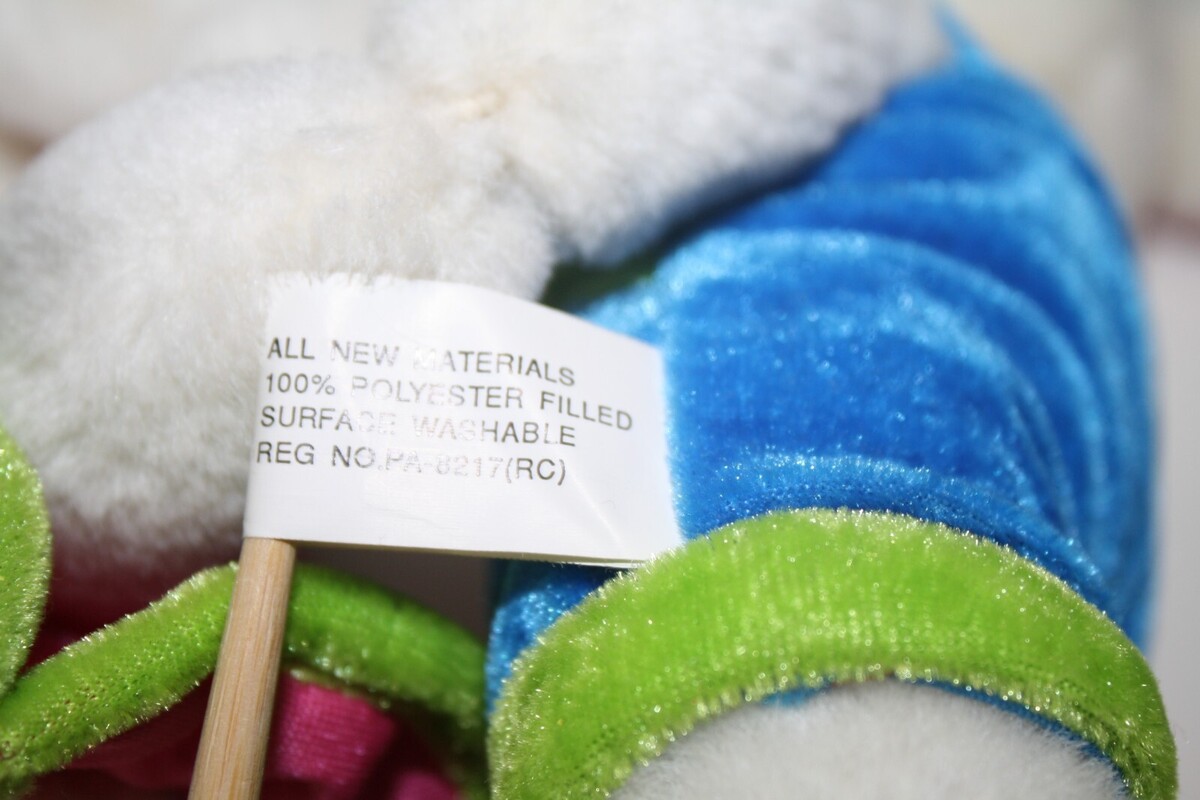 ALL NEW MATERIALS
100% POLYESTER FILLED
SURFACE WASHABLE
REG NO.PA-8217(RC)